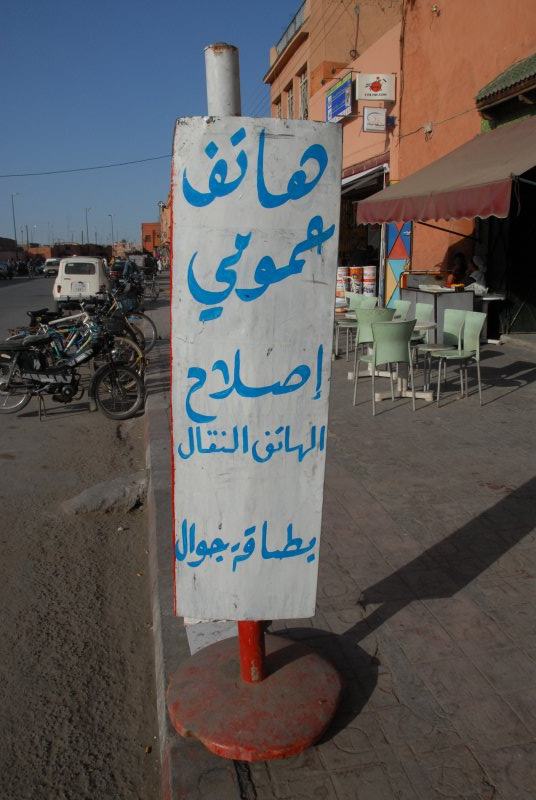 هاتف
عمومي
إصلاح
الهاتف النقال
بطاقة جوال